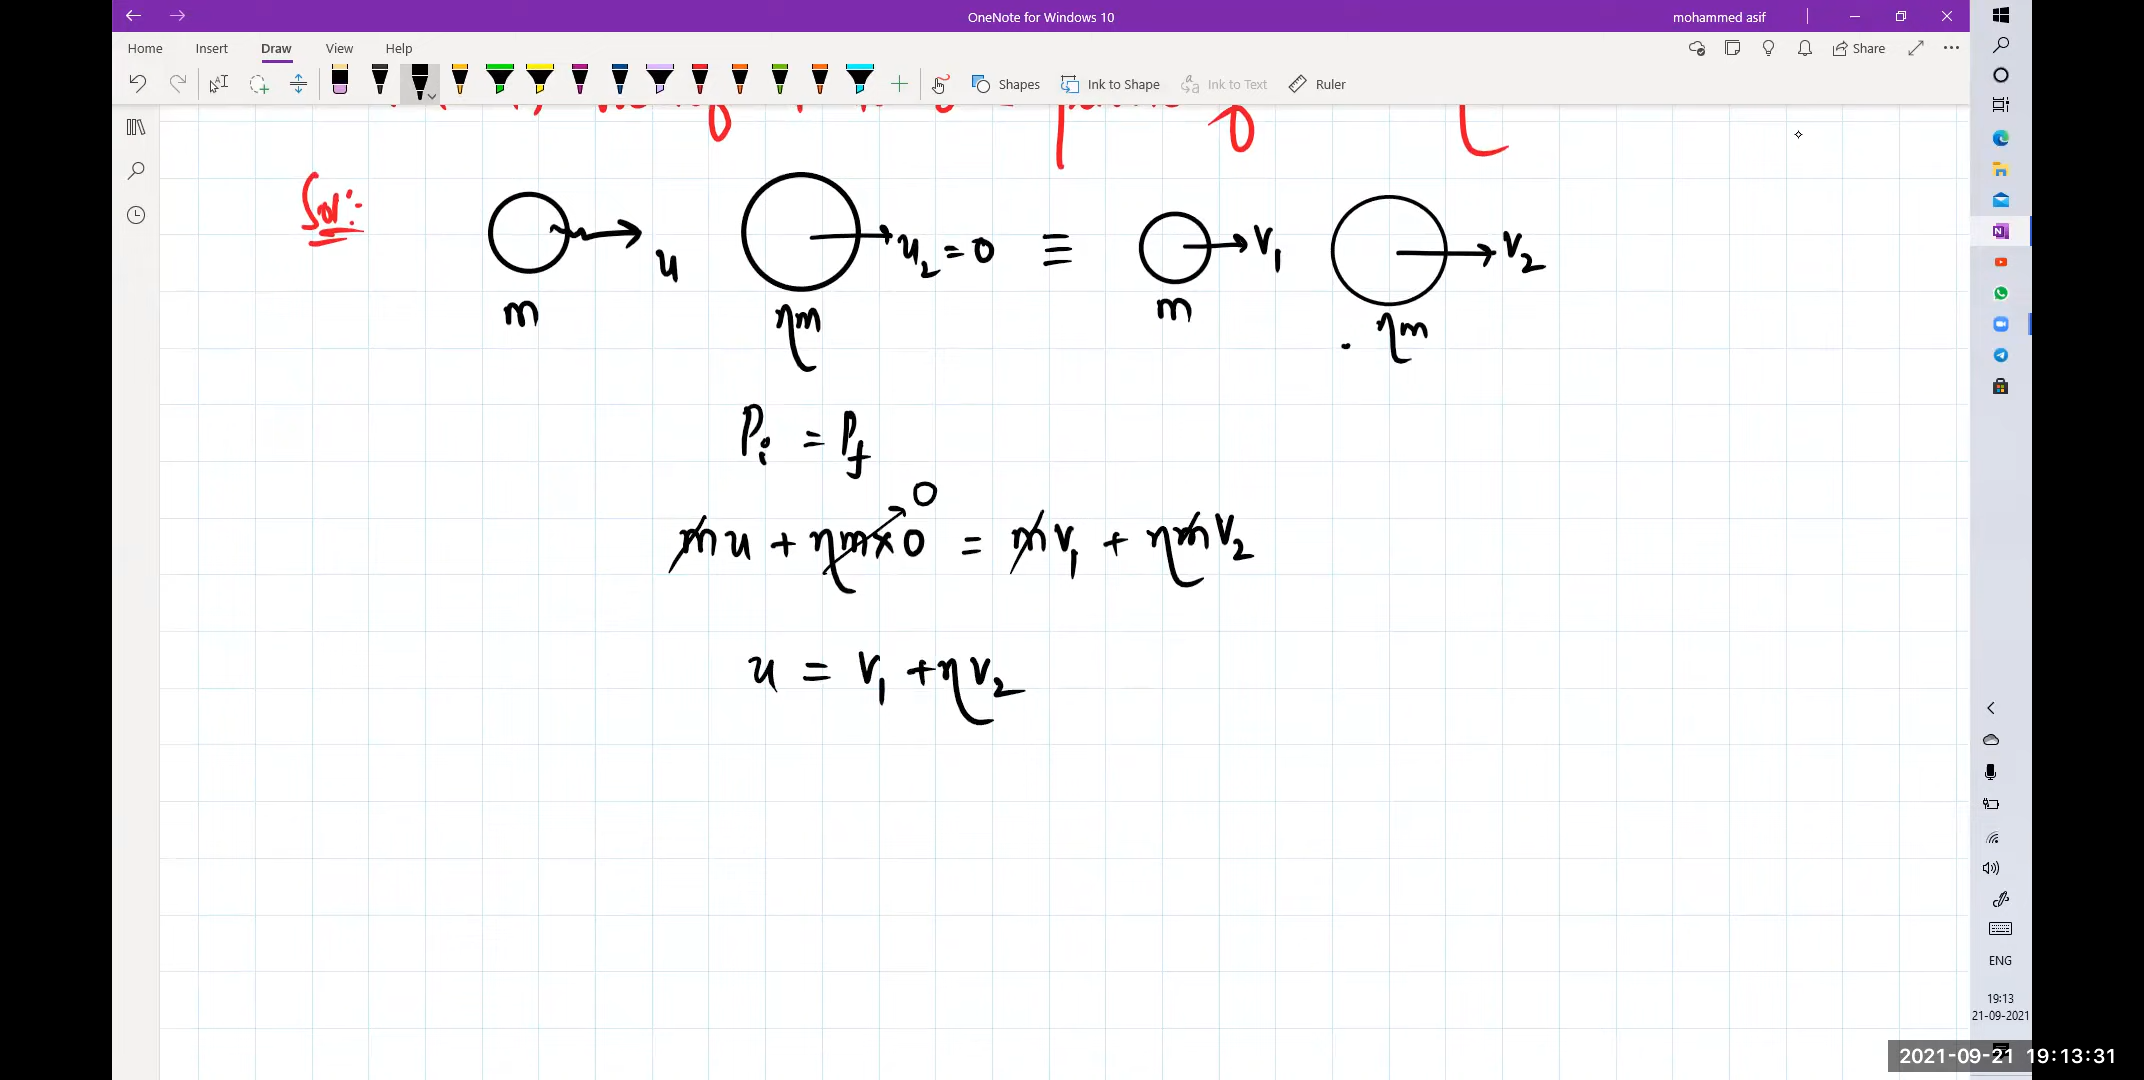 OneNote for Windows 10
mohammed asif
Home Insert Draw View Help
Share
Shapes Ink to Shape Ink to Text Ruler
Sol:
u u₂ = 0 ≡ V₁ V₂
m ηm m ηm
Pᵢ = P_f
0
mu + ηm×0 = mv₁ + ηmV₂
u = V₁ + ηV₂
ENG
19:13
21-09-2021
2021-09-21 19:13:31